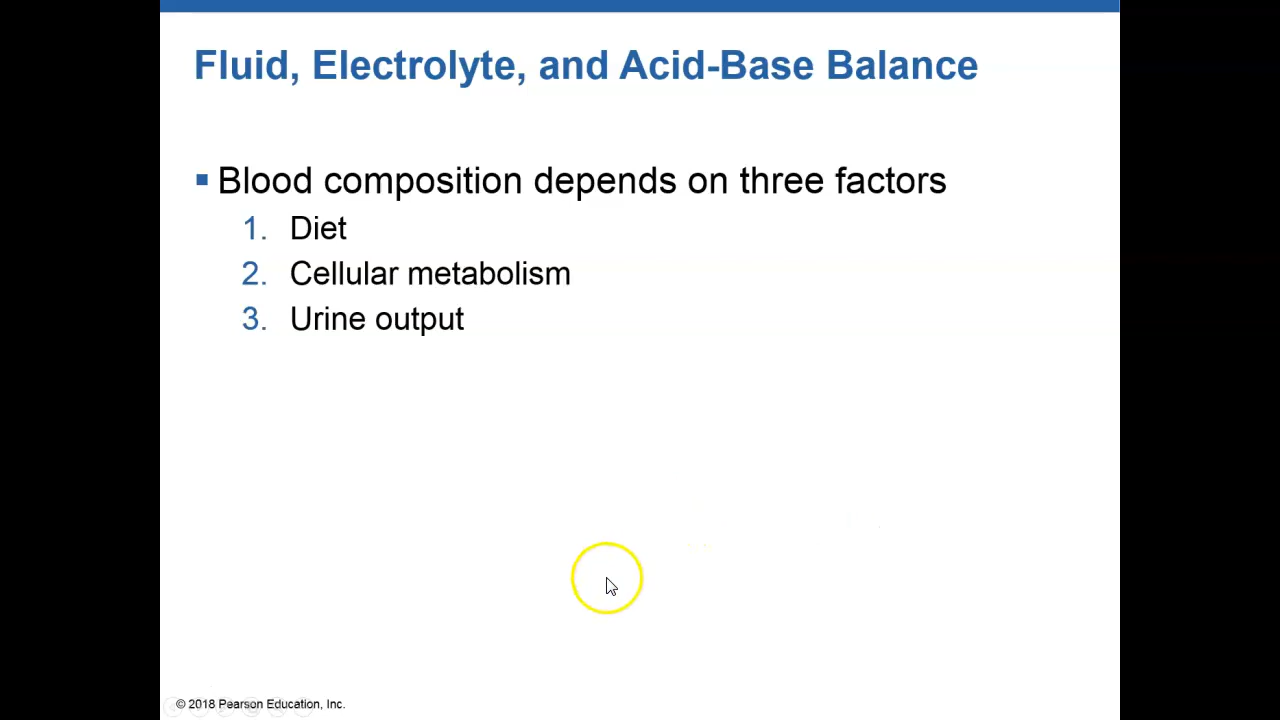 Fluid, Electrolyte, and Acid-Base Balance
▪ Blood composition depends on three factors
1. Diet
2. Cellular metabolism
3. Urine output
© 2018 Pearson Education, Inc.